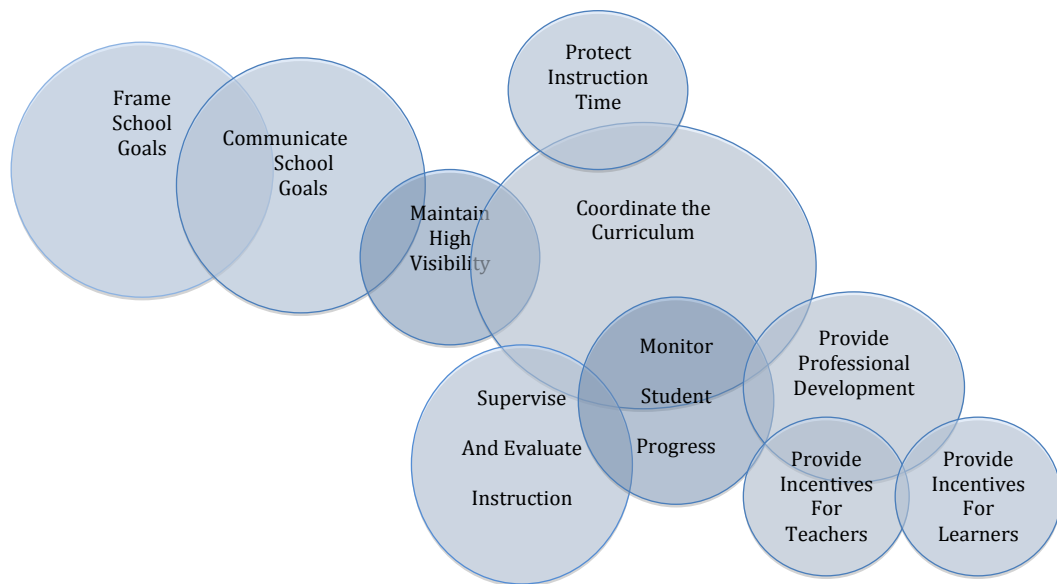 Frame
School
Goals
Communicate
School
Goals
Protect
Instruction
Time
Maintain
High
Visibility
Coordinate the
Curriculum
Monitor
Student
Progress
Supervise
And Evaluate
Instruction
Provide
Professional
Development
Provide
Incentives
For
Teachers
Provide
Incentives
For
Learners